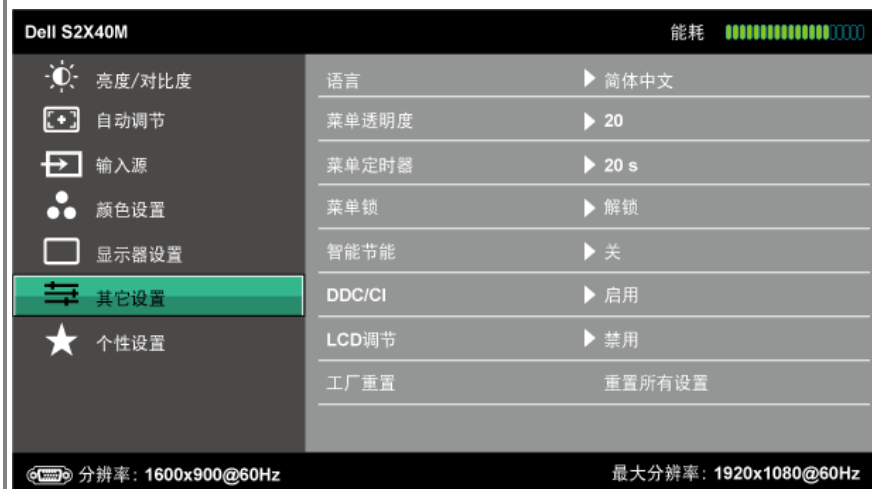 Dell S2X40M 能耗
亮度/对比度
自动调节
输入源
颜色设置
显示器设置
其它设置
个性设置
语言 简体中文
菜单透明度 20
菜单定时器 20 s
菜单锁 解锁
智能节能 关
DDC/CI 启用
LCD调节 禁用
工厂重置 重置所有设置
分辨率: 1600x900@60Hz 最大分辨率: 1920x1080@60Hz